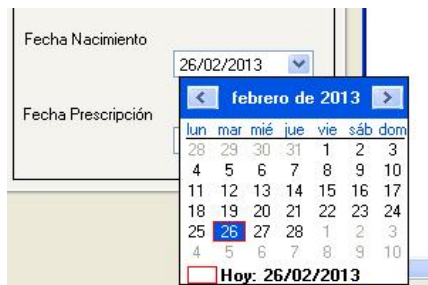 Fecha Nacimiento
26/02/2013
febrero de 2013
Fecha Prescripción
lun mar mié jue vie sáb dom
28 29 30 31 1 2 3
4 5 6 7 8 9 10
11 12 13 14 15 16 17
18 19 20 21 22 23 24
25 26 27 28 1 2 3
4 5 6 7 8 9 10
Hoy: 26/02/2013